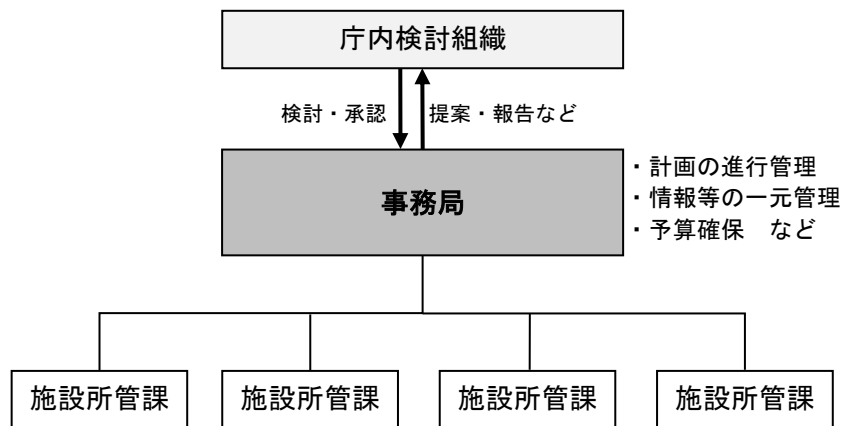 庁内検討組織
検討・承認
提案・報告など
事務局
・計画の進行管理
・情報等の一元管理
・予算確保　など
施設所管課
施設所管課
施設所管課
施設所管課